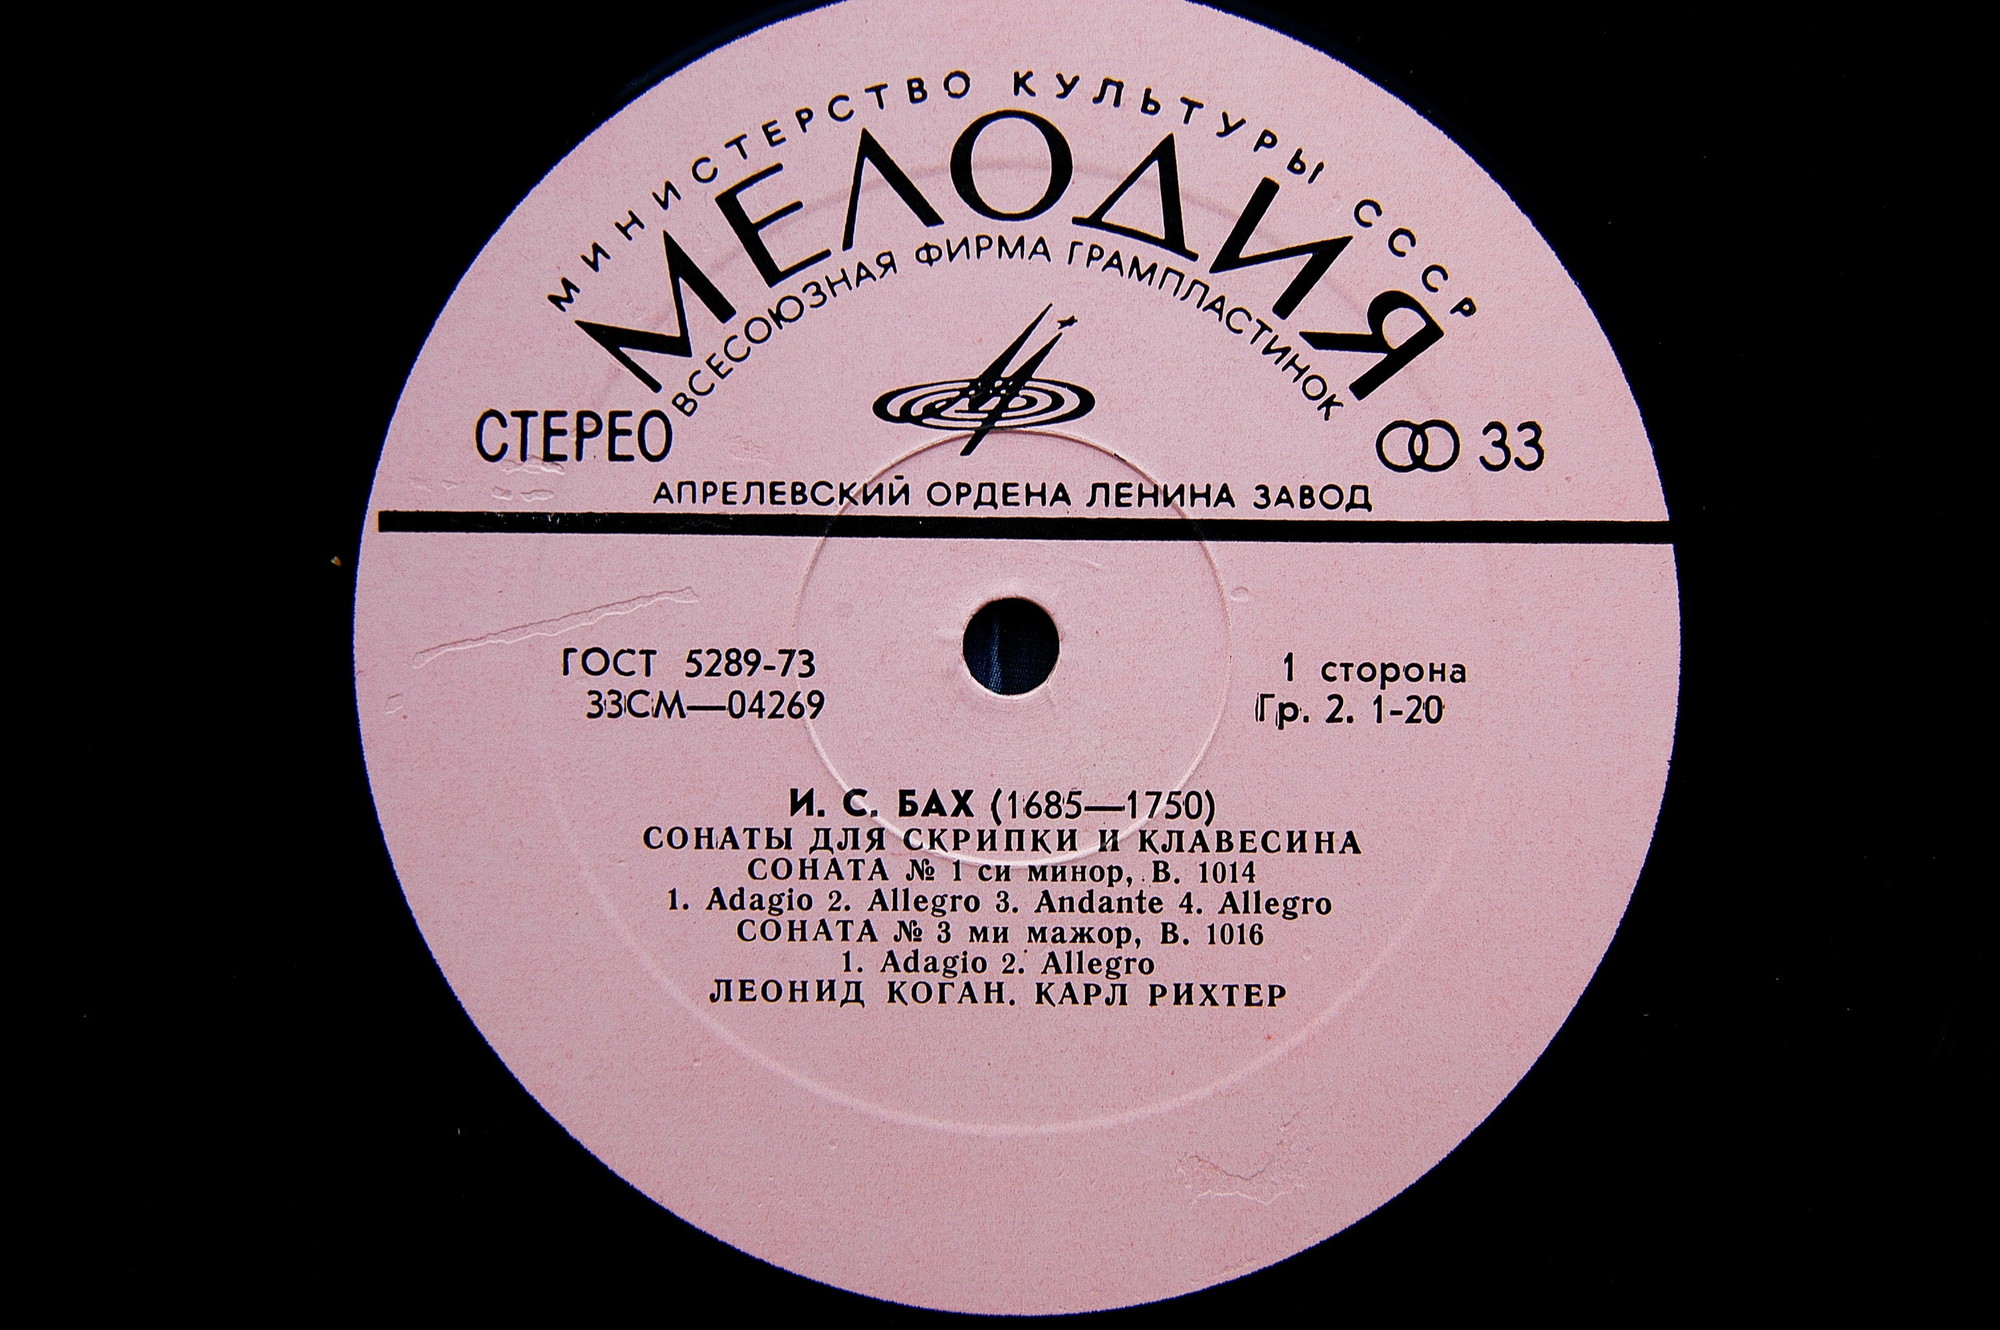 МИНИСТЕРСТВО КУЛЬТУРЫ СССР
МЕЛОДИЯ
ВСЕСОЮЗНАЯ ФИРМА ГРАМПЛАСТИНОК
СТЕРЕО
33
АПРЕЛЕВСКИЙ ОРДЕНА ЛЕНИНА ЗАВОД
ГОСТ 5289-73
33СМ—04269
1 сторона
Гр. 2. 1-20
И. С. БАХ (1685—1750)
СОНАТЫ ДЛЯ СКРИПКИ И КЛАВЕСИНА
СОНАТА № 1 си минор, В. 1014
1. Adagio 2. Allegro 3. Andante 4. Allegro
СОНАТА № 3 ми мажор, В. 1016
1. Adagio 2. Allegro
ЛЕОНИД КОГАН. КАРЛ РИХТЕР